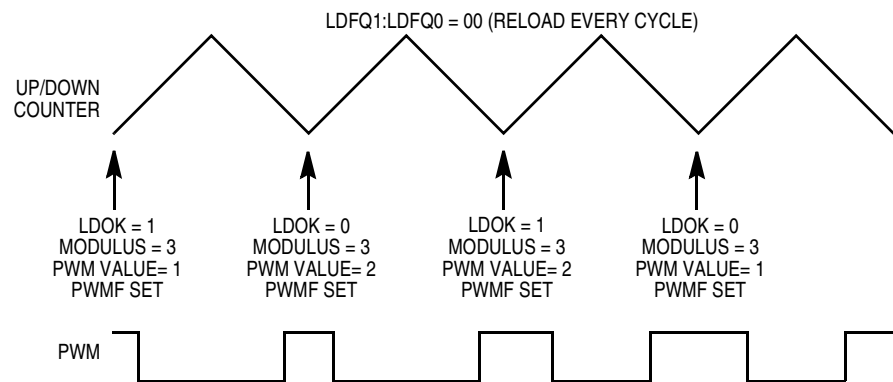 LDFQ1:LDFQ0 = 00 (RELOAD EVERY CYCLE)
UP/DOWN
COUNTER
LDOK = 1
MODULUS = 3
PWM VALUE= 1
PWMF SET
LDOK = 0
MODULUS = 3
PWM VALUE= 2
PWMF SET
LDOK = 1
MODULUS = 3
PWM VALUE= 2
PWMF SET
LDOK = 0
MODULUS = 3
PWM VALUE= 1
PWMF SET
PWM